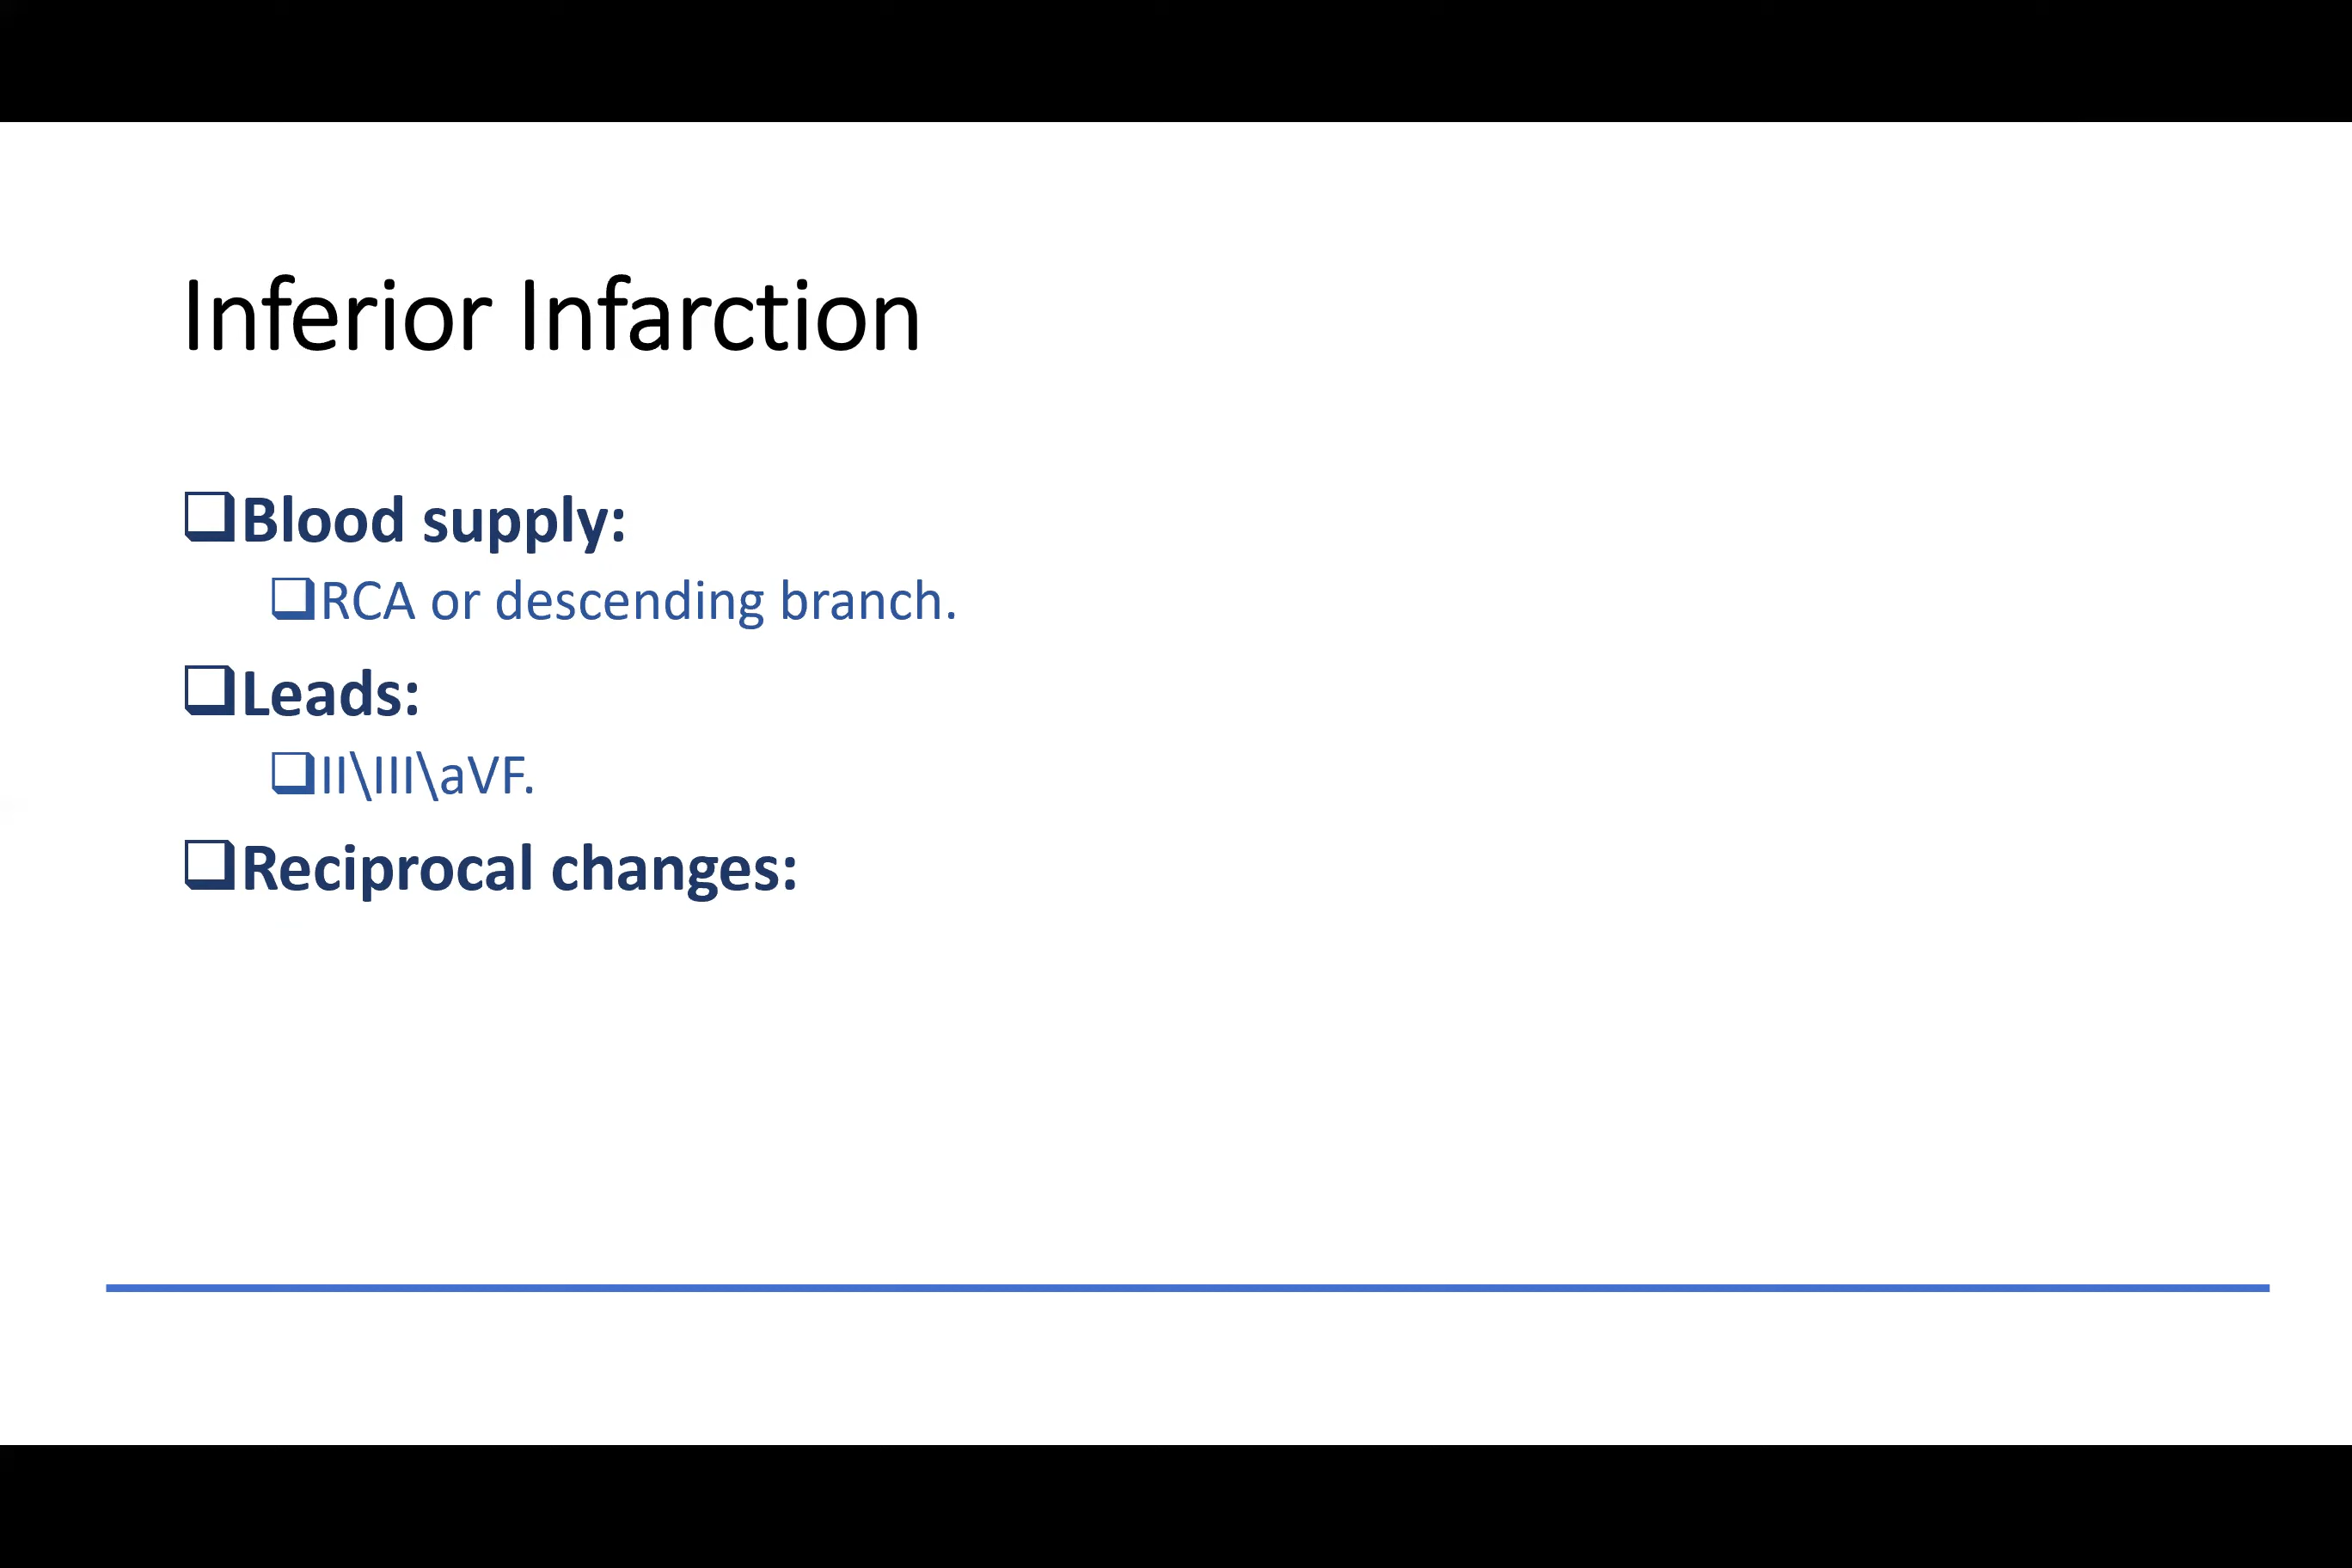 Inferior Infarction
❑Blood supply:
❑RCA or descending branch.
❑Leads:
❑II\III\aVF.
❑Reciprocal changes: